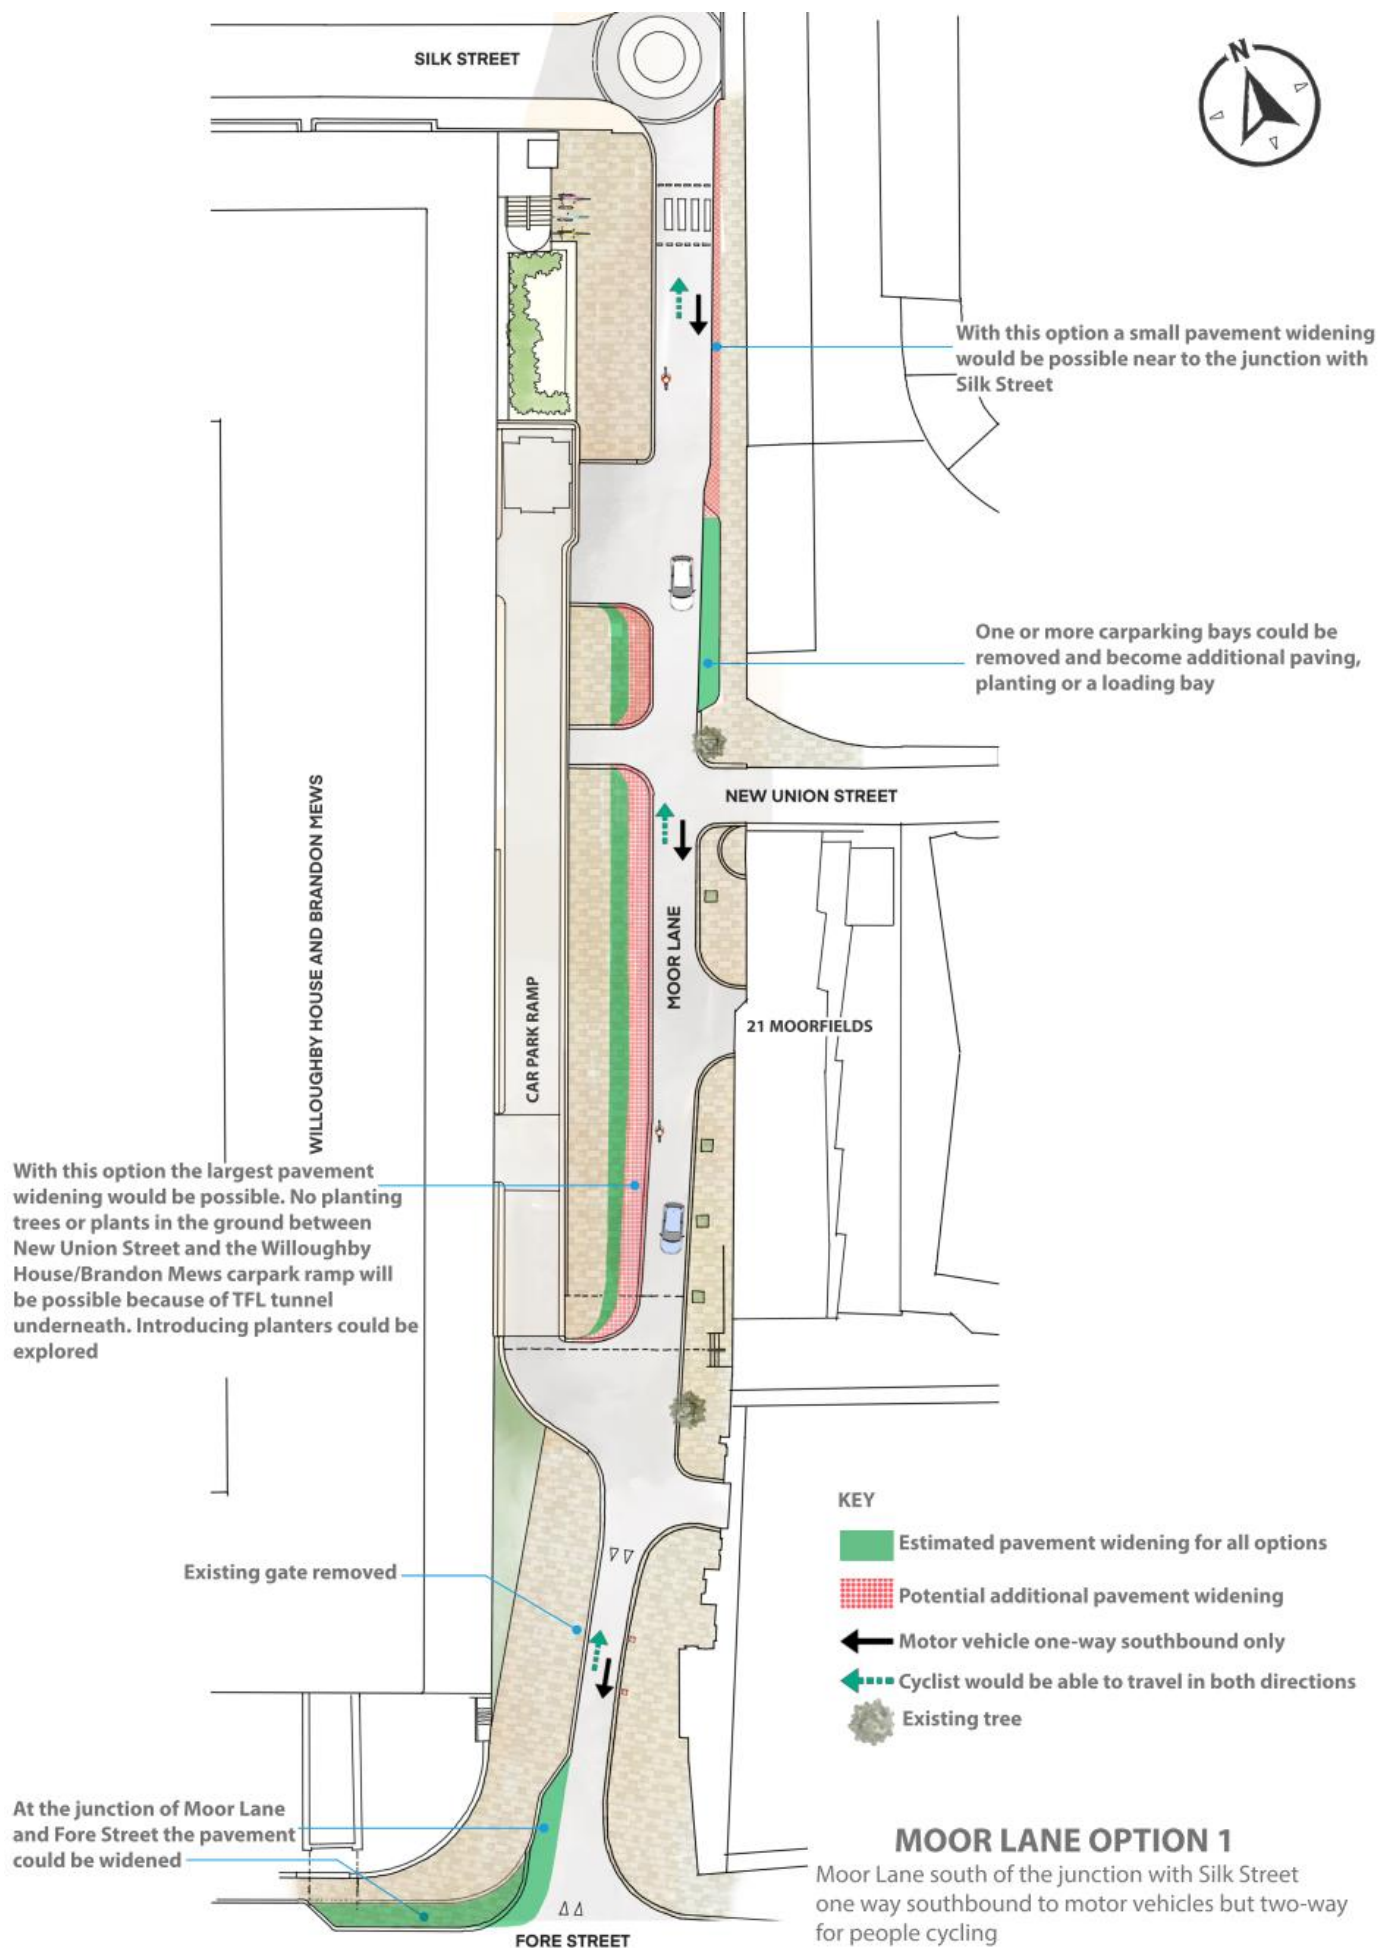 SILK STREET
N
With this option a small pavement widening
would be possible near to the junction with
Silk Street
One or more carparking bays could be
removed and become additional paving,
planting or a loading bay
NEW UNION STREET
WILLOUGHBY HOUSE AND BRANDON MEWS
MOOR LANE
CAR PARK RAMP
21 MOORFIELDS
With this option the largest pavement
widening would be possible. No planting
trees or plants in the ground between
New Union Street and the Willoughby
House/Brandon Mews carpark ramp will
be possible because of TFL tunnel
underneath. Introducing planters could be
explored
Existing gate removed
KEY
Estimated pavement widening for all options
Potential additional pavement widening
Motor vehicle one-way southbound only
Cyclist would be able to travel in both directions
Existing tree
At the junction of Moor Lane
and Fore Street the pavement
could be widened
MOOR LANE OPTION 1
Moor Lane south of the junction with Silk Street
one way southbound to motor vehicles but two-way
for people cycling
FORE STREET